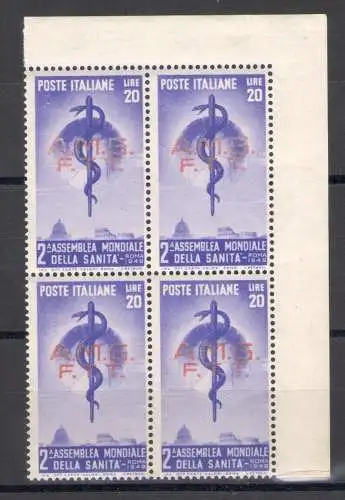 POSTE ITALIANE LIRE 20
A.M.G.
F.T.T.
2ª ASSEMBLEA MONDIALE
DELLA SANITÀ - ROMA 1949
POSTE ITALIANE LIRE 20
A.M.G.
F.T.T.
2ª ASSEMBLEA MONDIALE
DELLA SANITÀ - ROMA 1949
POSTE ITALIANE LIRE 20
A.M.G.
F.T.T.
2ª ASSEMBLEA MONDIALE
DELLA SANITÀ - ROMA 1949
POSTE ITALIANE LIRE 20
A.M.G.
F.T.T.
2ª ASSEMBLEA MONDIALE
DELLA SANITÀ - ROMA 1949